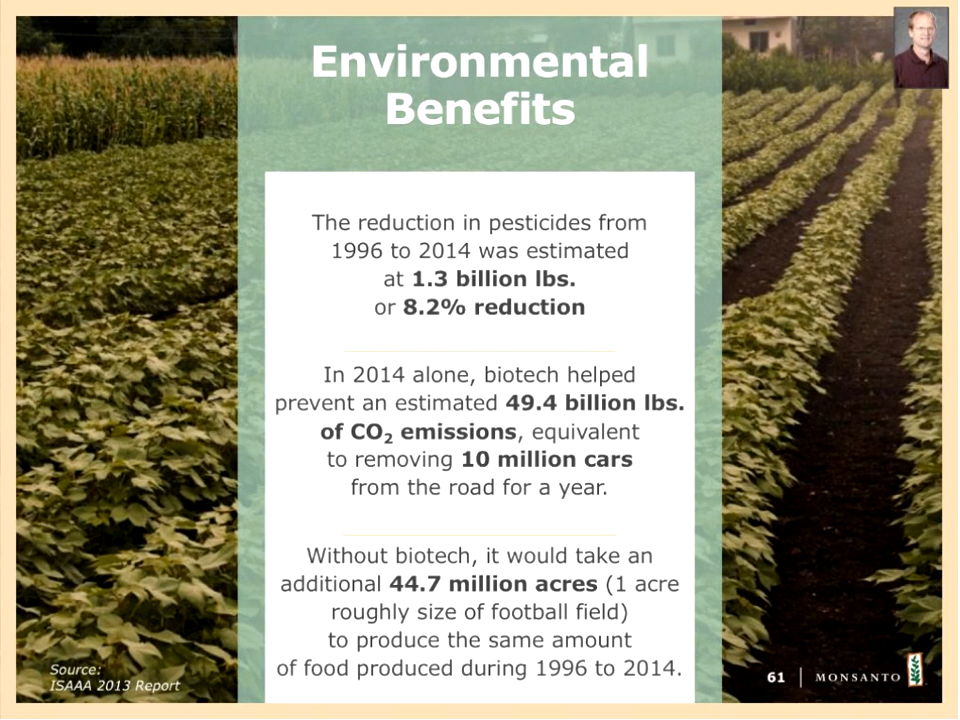 Environmental
Benefits
The reduction in pesticides from
1996 to 2014 was estimated
at 1.3 billion lbs.
or 8.2% reduction
In 2014 alone, biotech helped
prevent an estimated 49.4 billion lbs.
of CO₂ emissions, equivalent
to removing 10 million cars
from the road for a year.
Without biotech, it would take an
additional 44.7 million acres (1 acre
roughly size of football field)
to produce the same amount
of food produced during 1996 to 2014.
Source:
ISAAA 2013 Report
61 | MONSANTO